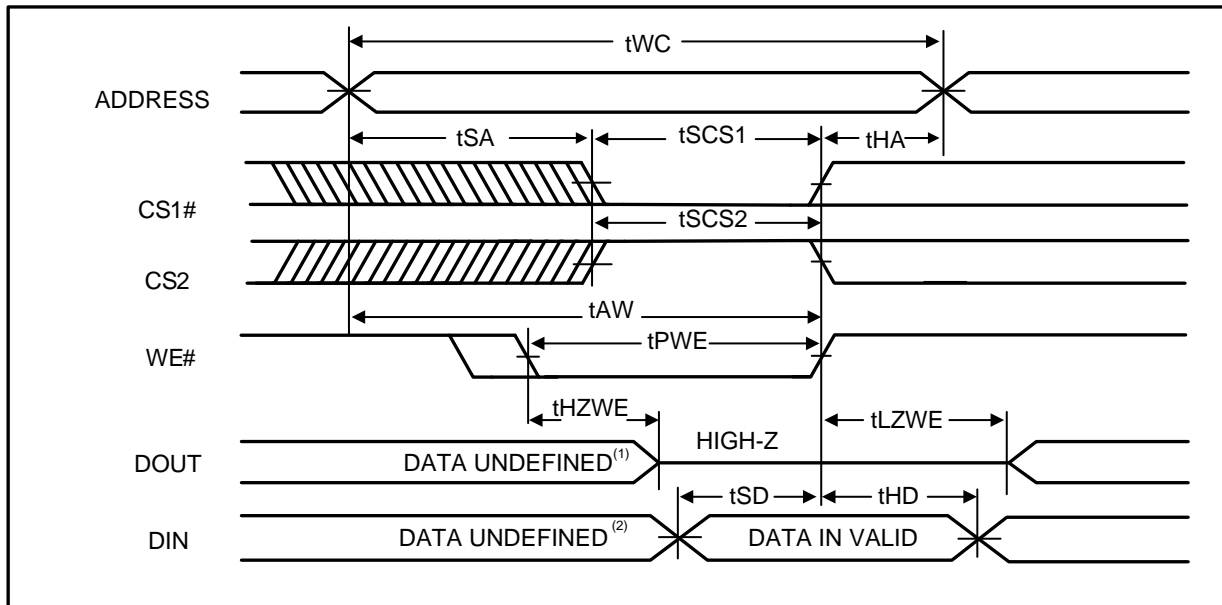 tWC
ADDRESS
tSA
tSCS1
tHA
CS1#
tSCS2
CS2
tAW
WE#
tPWE
tHZWE
tLZWE
HIGH-Z
DOUT
DATA UNDEFINED(1)
tSD
tHD
DIN
DATA UNDEFINED(2)
DATA IN VALID